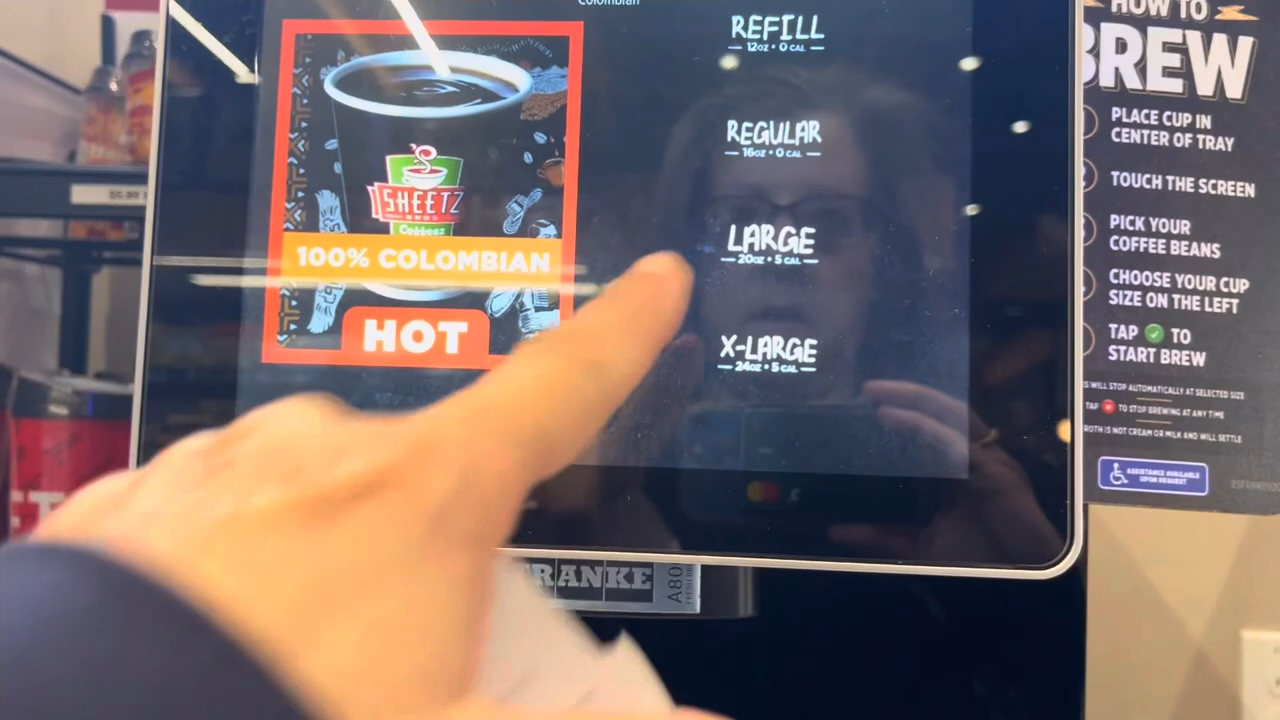 Colombian
REFILL
12OZ • 0 CAL
REGULAR
16OZ • 0 CAL
LARGE
20OZ • 5 CAL
X-LARGE
24OZ • 5 CAL
SHEETZ
BROS
Coffeez
100% COLOMBIAN
HOT
FRANKE
A80
HOW TO
BREW
PLACE CUP IN
CENTER OF TRAY
TOUCH THE SCREEN
PICK YOUR
COFFEE BEANS
CHOOSE YOUR CUP
SIZE ON THE LEFT
TAP TO
START BREW
WILL STOP AUTOMATICALLY AT SELECTED SIZE
TAP TO STOP BREWING AT ANY TIME
FROTH IS NOT CREAM OR MILK AND WILL SETTLE
ASSISTANCE AVAILABLE
UPON REQUEST